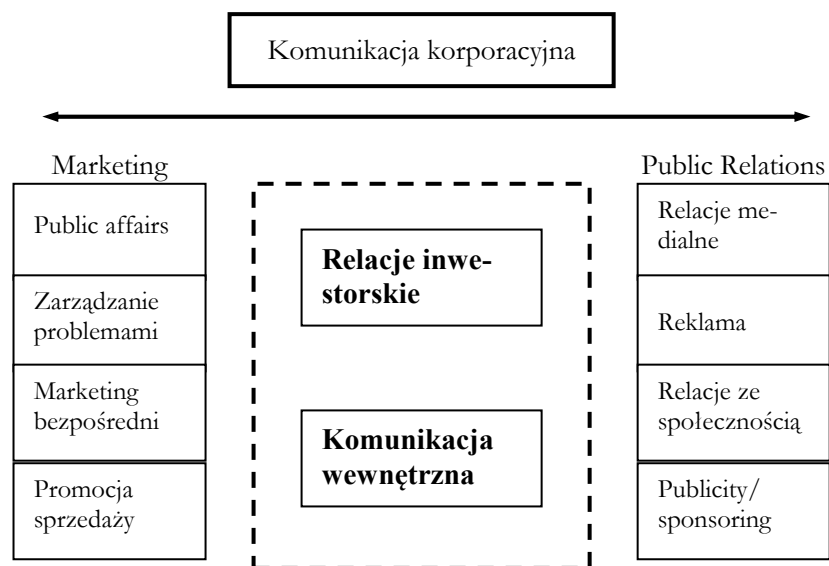 Komunikacja korporacyjna
Marketing
Public affairs
Zarządzanie
problemami
Marketing
bezpośredni
Promocja
sprzedaży
Relacje inwe-
storskie
Komunikacja
wewnętrzna
Public Relations
Relacje me-
dialne
Reklama
Relacje ze
społecznością
Publicity/
sponsoring